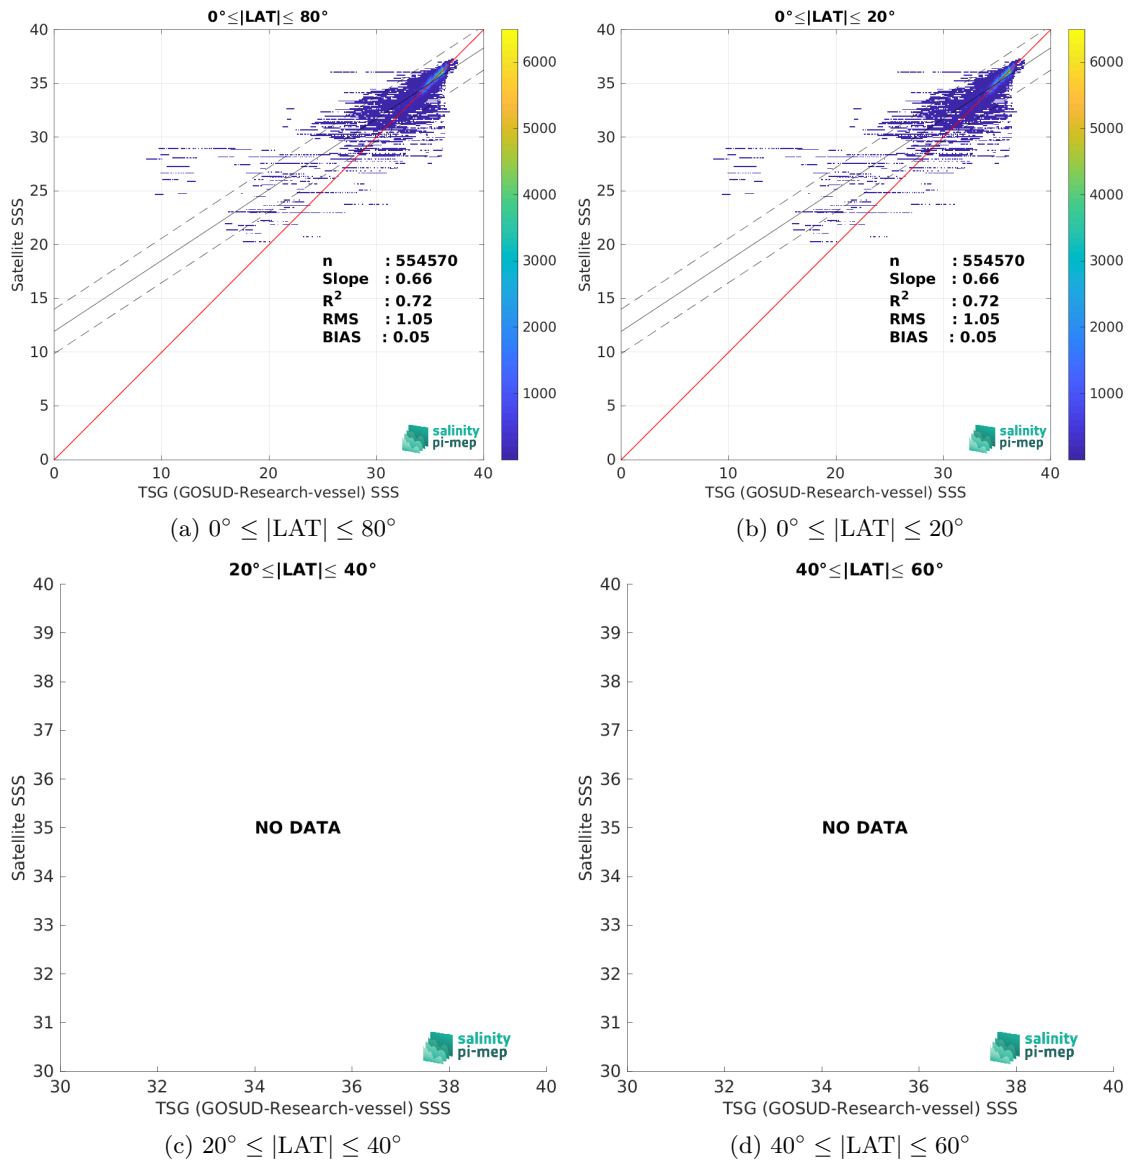 0°≤|LAT|≤ 80°
40
35
30
25
20
15
10
5
0
Satellite SSS
n : 554570
Slope : 0.66
R² : 0.72
RMS : 1.05
BIAS : 0.05
salinity
pi-mep
0 10 20 30 40
TSG (GOSUD-Research-vessel) SSS
6000
5000
4000
3000
2000
1000
(a) 0° ≤ |LAT| ≤ 80°
0°≤|LAT|≤ 20°
40
35
30
25
20
15
10
5
0
Satellite SSS
n : 554570
Slope : 0.66
R² : 0.72
RMS : 1.05
BIAS : 0.05
salinity
pi-mep
0 10 20 30 40
TSG (GOSUD-Research-vessel) SSS
6000
5000
4000
3000
2000
1000
(b) 0° ≤ |LAT| ≤ 20°
20°≤|LAT|≤ 40°
40
39
38
37
36
35
34
33
32
31
30
Satellite SSS
NO DATA
salinity
pi-mep
30 32 34 36 38 40
TSG (GOSUD-Research-vessel) SSS
(c) 20° ≤ |LAT| ≤ 40°
40°≤|LAT|≤ 60°
40
39
38
37
36
35
34
33
32
31
30
Satellite SSS
NO DATA
salinity
pi-mep
30 32 34 36 38 40
TSG (GOSUD-Research-vessel) SSS
(d) 40° ≤ |LAT| ≤ 60°